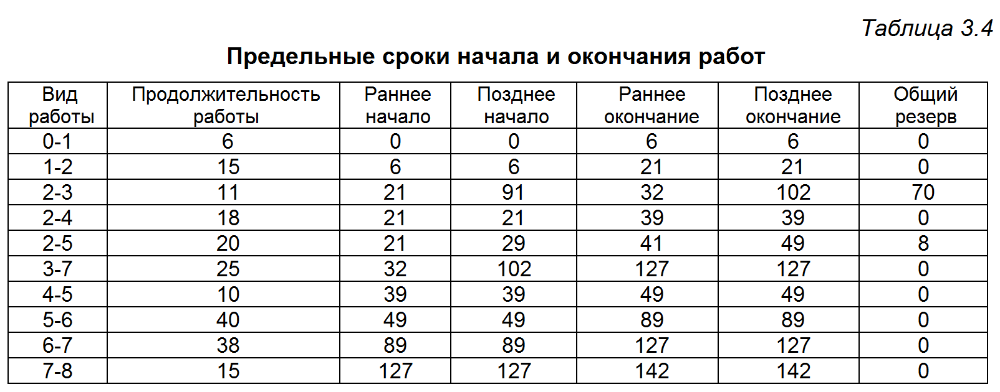 Таблица 3.4
Предельные сроки начала и окончания работ
Вид работы Продолжительность работы Раннее начало Позднее начало Раннее окончание Позднее окончание Общий резерв
0-1 6 0 0 6 6 0
1-2 15 6 6 21 21 0
2-3 11 21 91 32 102 70
2-4 18 21 21 39 39 0
2-5 20 21 29 41 49 8
3-7 25 32 102 127 127 0
4-5 10 39 39 49 49 0
5-6 40 49 49 89 89 0
6-7 38 89 89 127 127 0
7-8 15 127 127 142 142 0